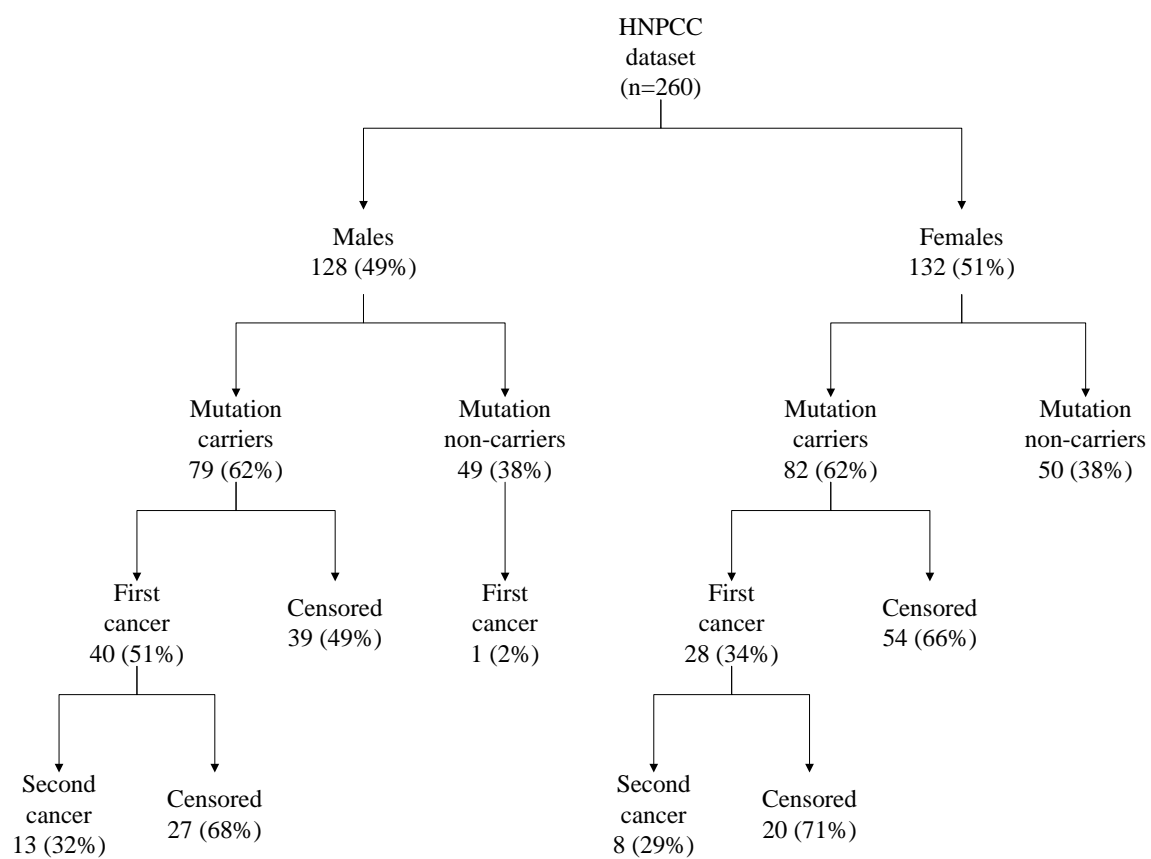 HNPCC
dataset
(n=260)
Males
128 (49%)
Females
132 (51%)
Mutation
carriers
79 (62%)
Mutation
non-carriers
49 (38%)
Mutation
carriers
82 (62%)
Mutation
non-carriers
50 (38%)
First
cancer
40 (51%)
Censored
39 (49%)
First
cancer
1 (2%)
First
cancer
28 (34%)
Censored
54 (66%)
Second
cancer
13 (32%)
Censored
27 (68%)
Second
cancer
8 (29%)
Censored
20 (71%)